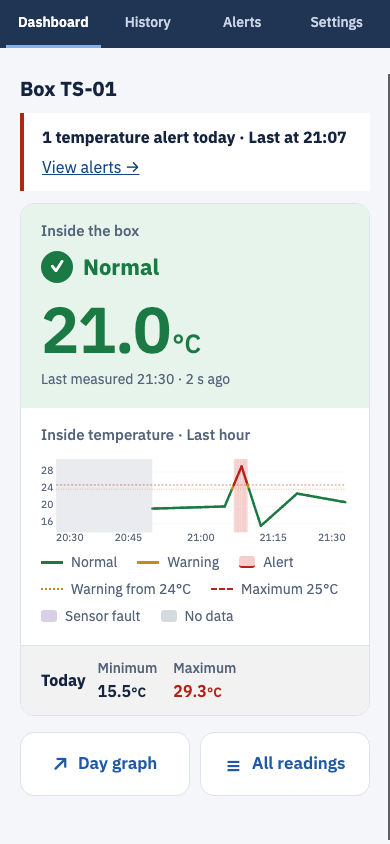 Dashboard History Alerts Settings
Box TS-01
1 temperature alert today · Last at 21:07
View alerts →
Inside the box
Normal
21.0°C
Last measured 21:30 · 2 s ago
Inside temperature · Last hour
28
24
20
16
20:30 20:45 21:00 21:15 21:30
Normal Warning Alert
Warning from 24°C Maximum 25°C
Sensor fault No data
Today
Minimum Maximum
15.5°C 29.3°C
Day graph All readings